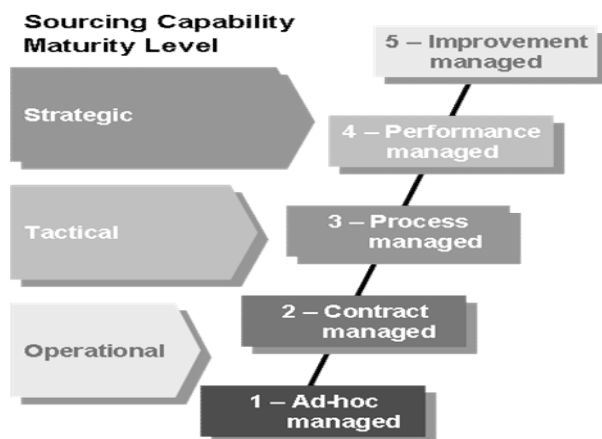 Sourcing Capability
Maturity Level
5 – Improvement
managed
Strategic
4 – Performance
managed
Tactical
3 – Process
managed
2 – Contract
managed
Operational
1 – Ad-hoc
managed